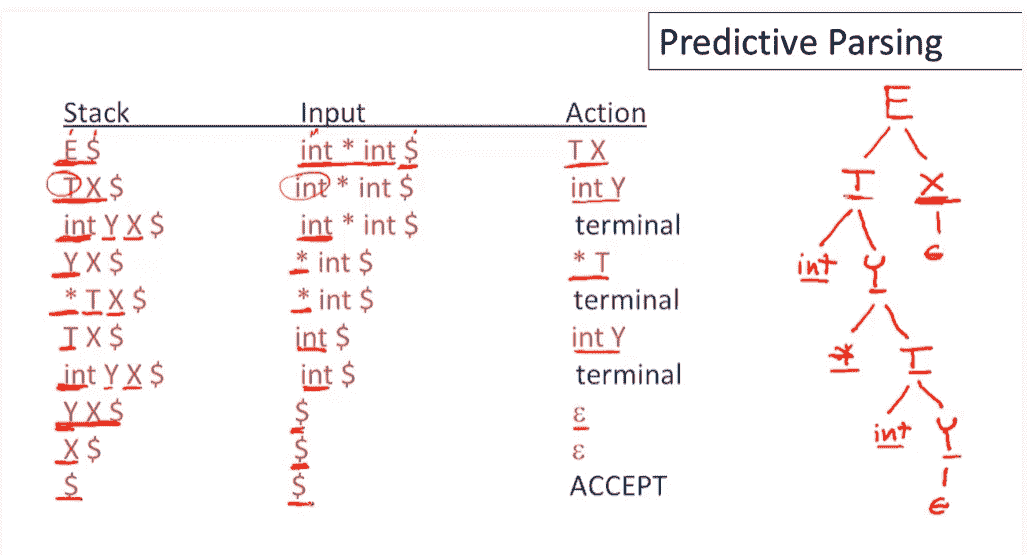 Predictive Parsing
Stack Input Action
E $ int * int $ T X
T X $ int * int $ int Y
int Y X $ int * int $ terminal
Y X $ * int $ * T
* T X $ * int $ terminal
T X $ int $ int Y
int Y X $ int $ terminal
Y X $ $ ε
X $ $ ε
$ $ ACCEPT
E
T X
int Y ε
* T
int Y
ε